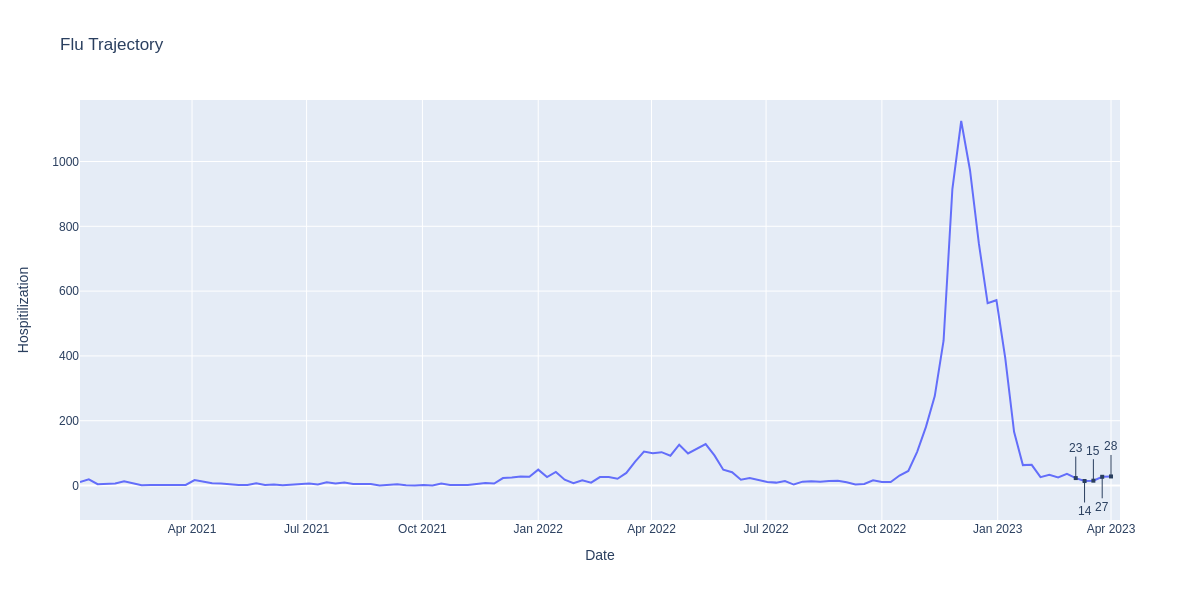 Flu Trajectory
Hospitilization
1000
800
600
400
200
0
23 15 28
14 27
Apr 2021 Jul 2021 Oct 2021 Jan 2022 Apr 2022 Jul 2022 Oct 2022 Jan 2023 Apr 2023
Date